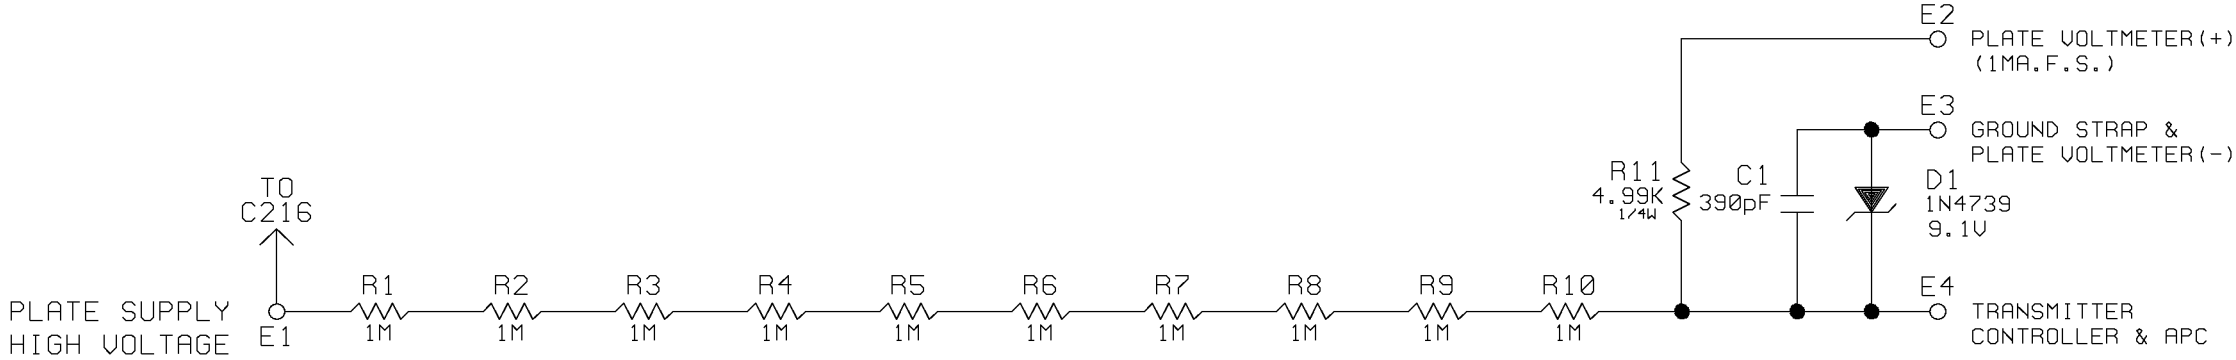 E2
PLATE VOLTMETER(+)
(1MA.F.S.)
E3
GROUND STRAP &
PLATE VOLTMETER(-)
R11
4.99K
1/4W
C1
390pF
D1
1N4739
9.1V
TO
C216
PLATE SUPPLY
HIGH VOLTAGE
E1
R1
1M
R2
1M
R3
1M
R4
1M
R5
1M
R6
1M
R7
1M
R8
1M
R9
1M
R10
1M
E4
TRANSMITTER
CONTROLLER & APC